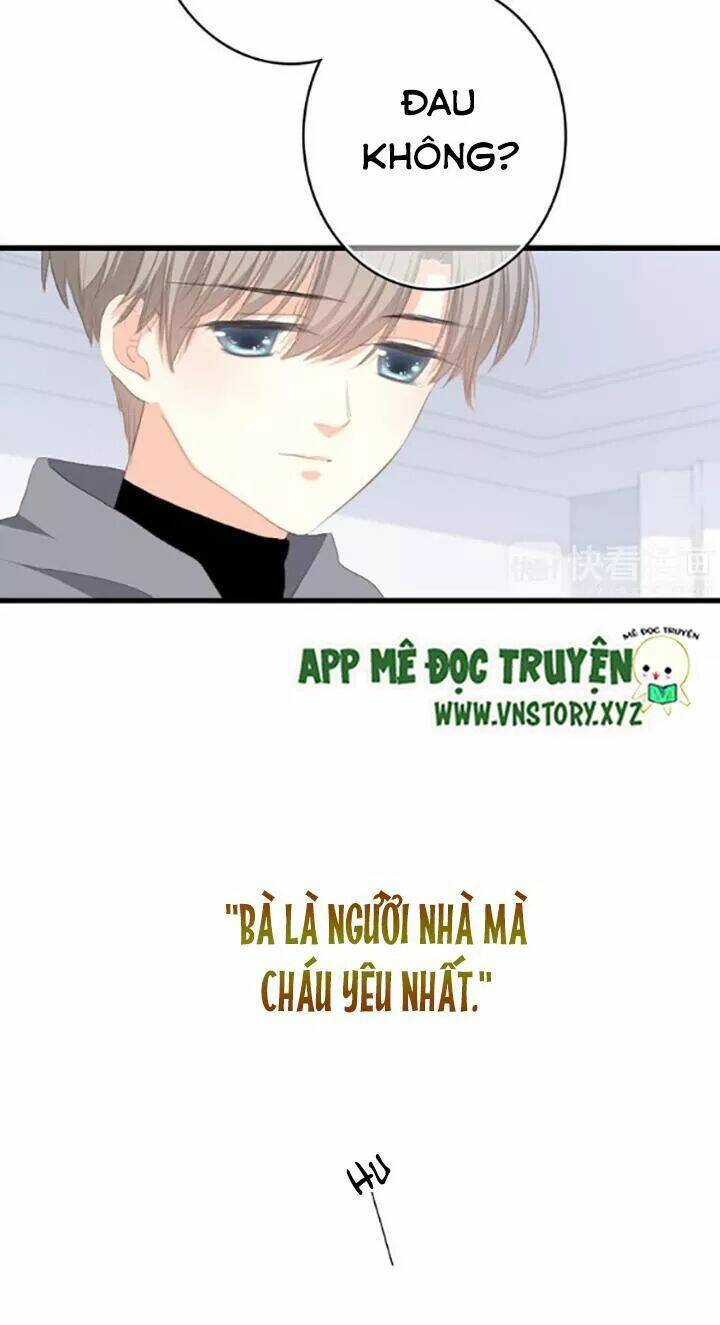 ĐAU
KHÔNG?
快看漫画
MÊ ĐỌC TRUYỆN
APP MÊ ĐỌC TRUYỆN
WWW.VNSTORY.XYZ
"BÀ LÀ NGƯỜI NHÀ MÀ
CHÁU YÊU NHẤT."
HU